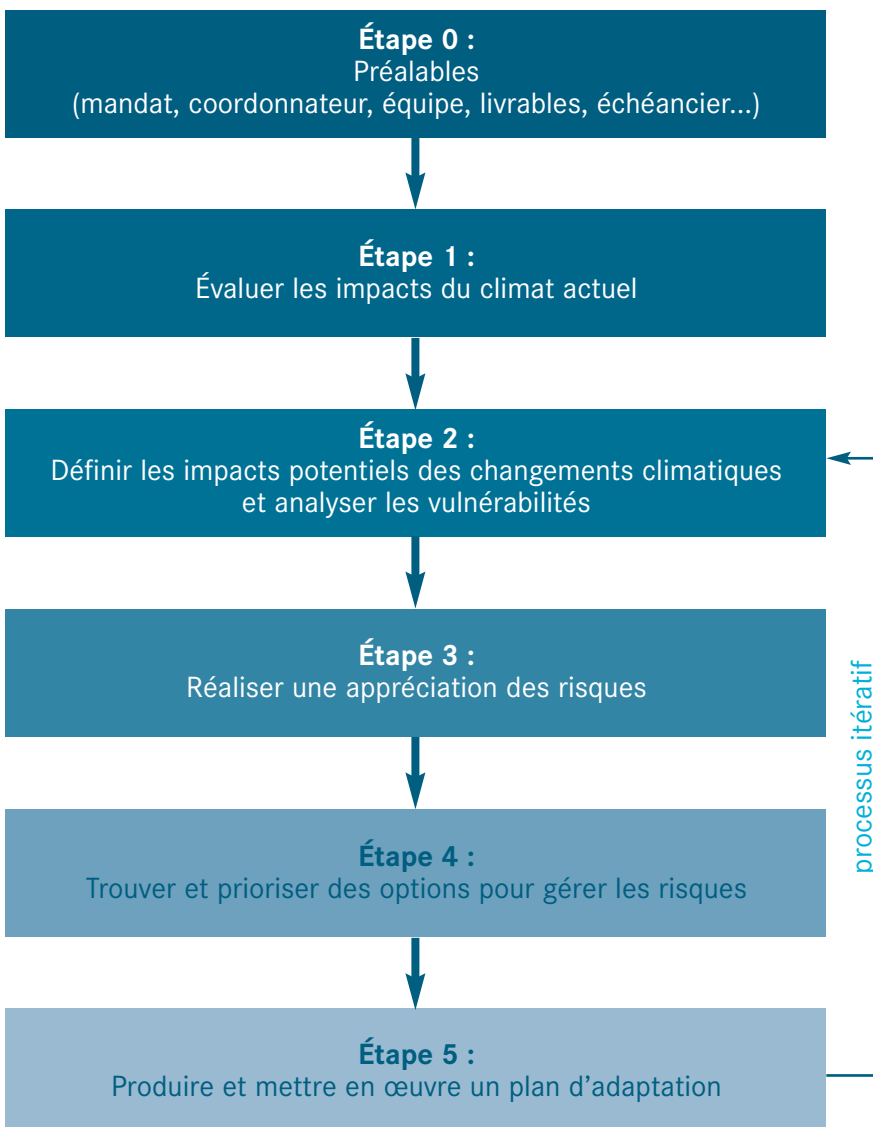 Étape 0 :
Préalables
(mandat, coordonnateur, équipe, livrables, échéancier...)
Étape 1 :
Évaluer les impacts du climat actuel
Étape 2 :
Définir les impacts potentiels des changements climatiques
et analyser les vulnérabilités
Étape 3 :
Réaliser une appréciation des risques
Étape 4 :
Trouver et prioriser des options pour gérer les risques
Étape 5 :
Produire et mettre en œuvre un plan d’adaptation
processus itératif